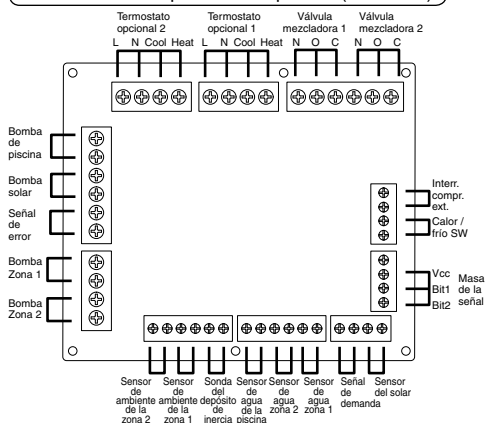 Termostato opcional 2
L N Cool Heat
Termostato opcional 1
L N Cool Heat
Válvula mezcladora 1
N O C
Válvula mezcladora 2
N O C
Bomba de piscina
Bomba solar
Señal de error
Bomba Zona 1
Bomba Zona 2
Interr. compr. ext.
Calor / frío SW
Vcc
Bit1
Bit2
Masa de la señal
Sensor de ambiente de la zona 2
Sensor de ambiente de la zona 1
Sonda del depósito de inercia
Sensor de agua de la piscina
Sensor de agua zona 2
Sensor de agua zona 1
Señal de demanda
Sensor del solar